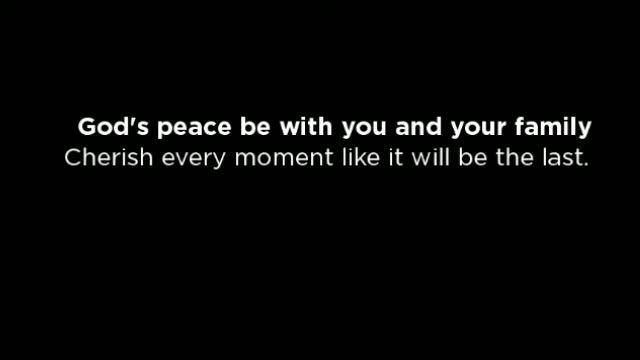 God's peace be with you and your family
Cherish every moment like it will be the last.